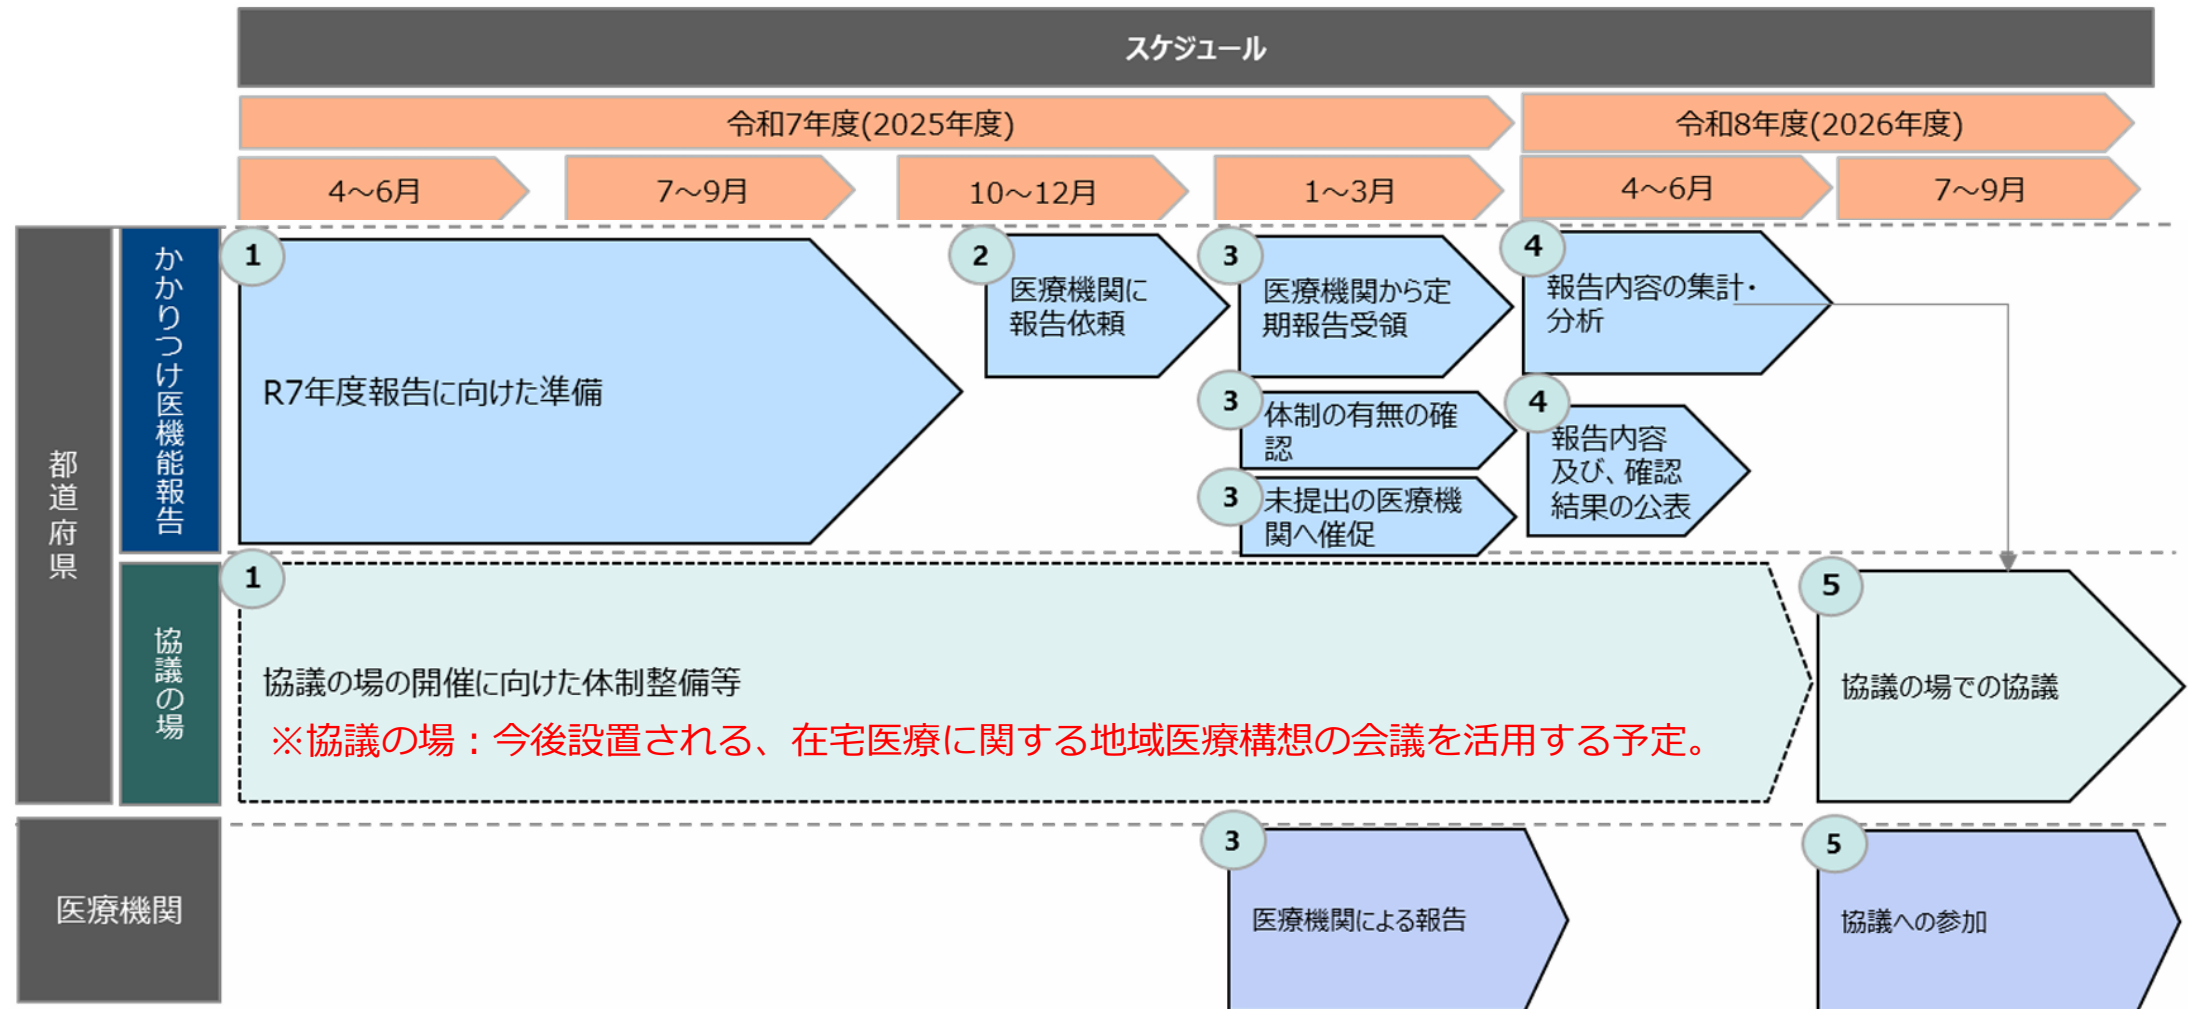 スケジュール
令和7年度(2025年度)
令和8年度(2026年度)
4～6月
7～9月
10～12月
1～3月
4～6月
7～9月
都道府県
かかりつけ医機能報告
1
R7年度報告に向けた準備
2
医療機関に
報告依頼
3
医療機関から定
期報告受領
3
体制の有無の確
認
3
未提出の医療機
関へ催促
4
報告内容の集計・
分析
4
報告内容
及び、確認
結果の公表
協議の場
1
協議の場の開催に向けた体制整備等
※協議の場：今後設置される、在宅医療に関する地域医療構想の会議を活用する予定。
5
協議の場での協議
医療機関
3
医療機関による報告
5
協議への参加